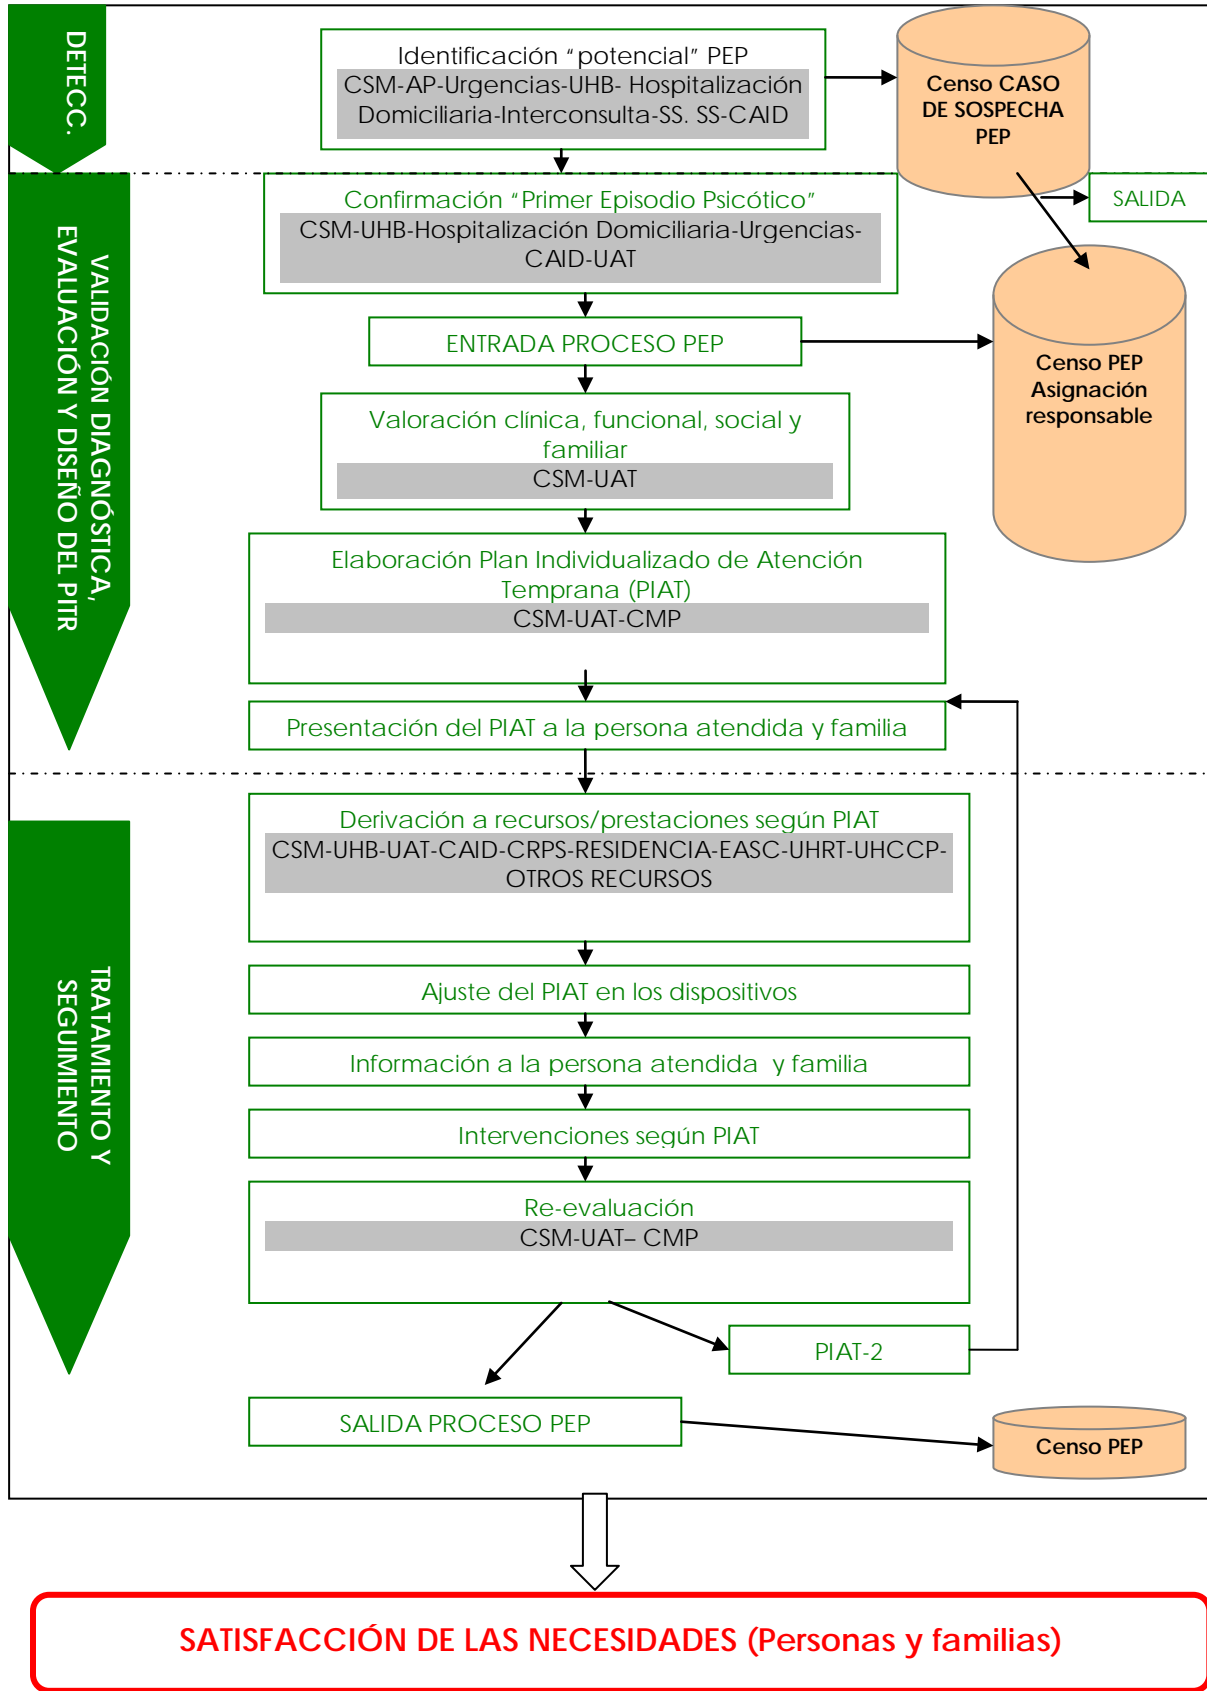 DETECC.
Identificación “potencial” PEP
CSM-AP-Urgencias-UHB- Hospitalización
Domiciliaria-Interconsulta-SS. SS-CAID
Censo CASO
DE SOSPECHA
PEP
VALIDACIÓN DIAGNÓSTICA,
EVALUACIÓN Y DISEÑO DEL PITR
Confirmación “Primer Episodio Psicótico”
CSM-UHB-Hospitalización Domiciliaria-Urgencias-
CAID-UAT
SALIDA
ENTRADA PROCESO PEP
Censo PEP
Asignación
responsable
Valoración clínica, funcional, social y
familiar
CSM-UAT
Elaboración Plan Individualizado de Atención
Temprana (PIAT)
CSM-UAT-CMP
Presentación del PIAT a la persona atendida y familia
TRATAMIENTO Y
SEGUIMIENTO
Derivación a recursos/prestaciones según PIAT
CSM-UHB-UAT-CAID-CRPS-RESIDENCIA-EASC-UHRT-UHCCP-
OTROS RECURSOS
Ajuste del PIAT en los dispositivos
Información a la persona atendida  y familia
Intervenciones según PIAT
Re-evaluación
CSM-UAT– CMP
PIAT-2
SALIDA PROCESO PEP
Censo PEP
SATISFACCIÓN DE LAS NECESIDADES (Personas y familias)